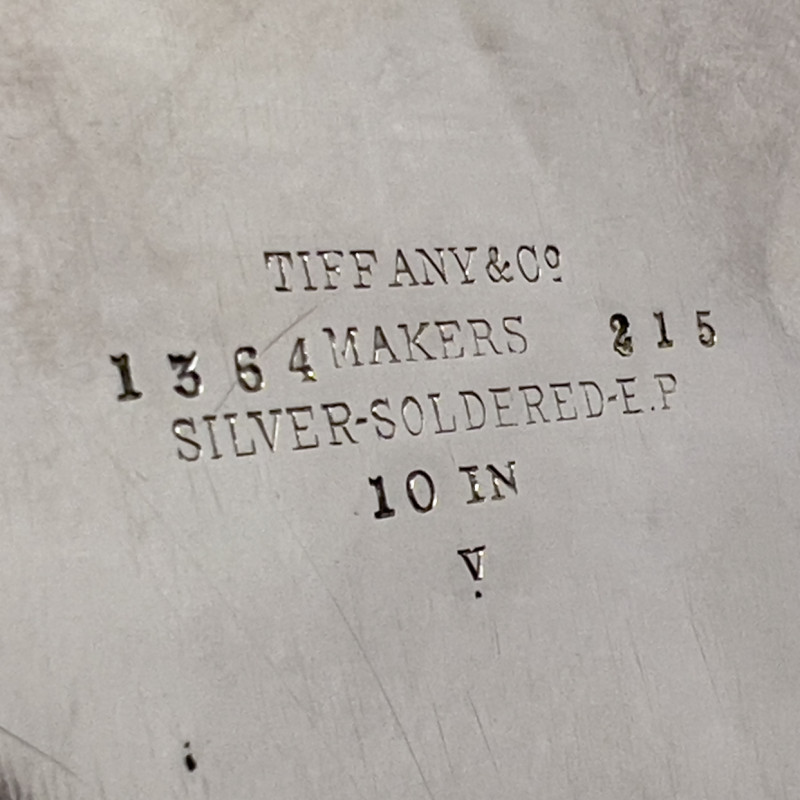 TIFFANY & Cº
1364 MAKERS 215
SILVER-SOLDERED-E.P
10 IN
V